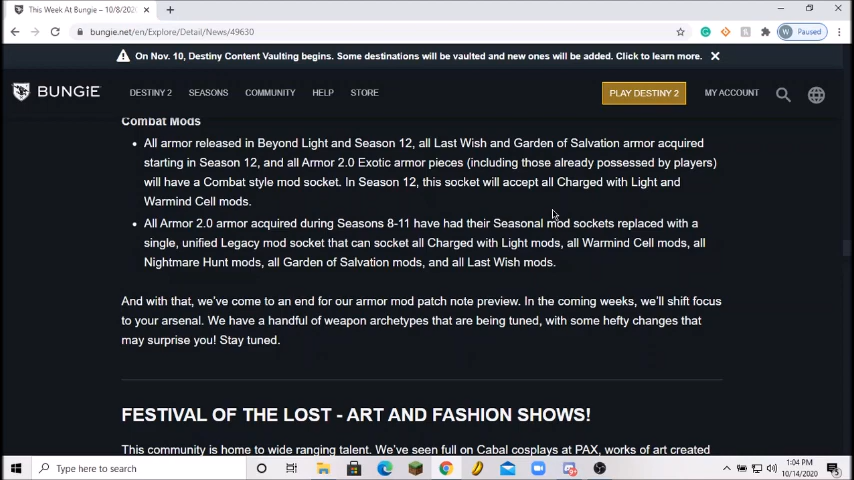 This Week At Bungie – 10/8/2020
bungie.net/en/Explore/Detail/News/49630
Paused
On Nov. 10, Destiny Content Vaulting begins. Some destinations will be vaulted and new ones will be added. Click to learn more.
BUNGiE
DESTINY 2 SEASONS COMMUNITY HELP STORE PLAY DESTINY 2 MY ACCOUNT
Combat Mods
• All armor released in Beyond Light and Season 12, all Last Wish and Garden of Salvation armor acquired
starting in Season 12, and all Armor 2.0 Exotic armor pieces (including those already possessed by players)
will have a Combat style mod socket. In Season 12, this socket will accept all Charged with Light and
Warmind Cell mods.
• All Armor 2.0 armor acquired during Seasons 8-11 have had their Seasonal mod sockets replaced with a
single, unified Legacy mod socket that can socket all Charged with Light mods, all Warmind Cell mods, all
Nightmare Hunt mods, all Garden of Salvation mods, and all Last Wish mods.
And with that, we've come to an end for our armor mod patch note preview. In the coming weeks, we'll shift focus
to your arsenal. We have a handful of weapon archetypes that are being tuned, with some hefty changes that
may surprise you! Stay tuned.
FESTIVAL OF THE LOST - ART AND FASHION SHOWS!
This community is home to wide ranging talent. We've seen full on Cabal cosplays at PAX, works of art created
Type here to search
1:04 PM
10/14/2020